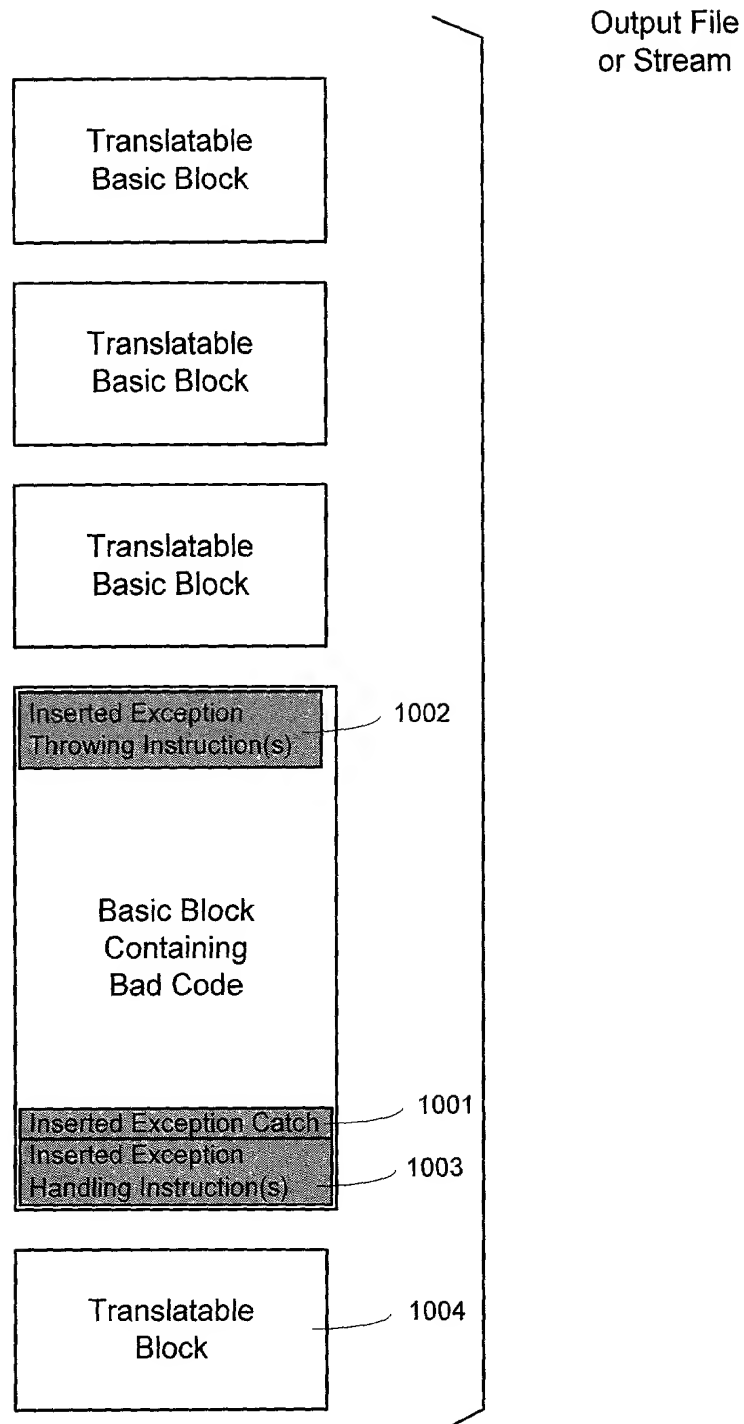 Output File
or Stream
Translatable
Basic Block
Translatable
Basic Block
Translatable
Basic Block
Inserted Exception
Throwing Instruction(s)
1002
Basic Block
Containing
Bad Code
Inserted Exception Catch
1001
Inserted Exception
Handling Instruction(s)
1003
Translatable
Block
1004